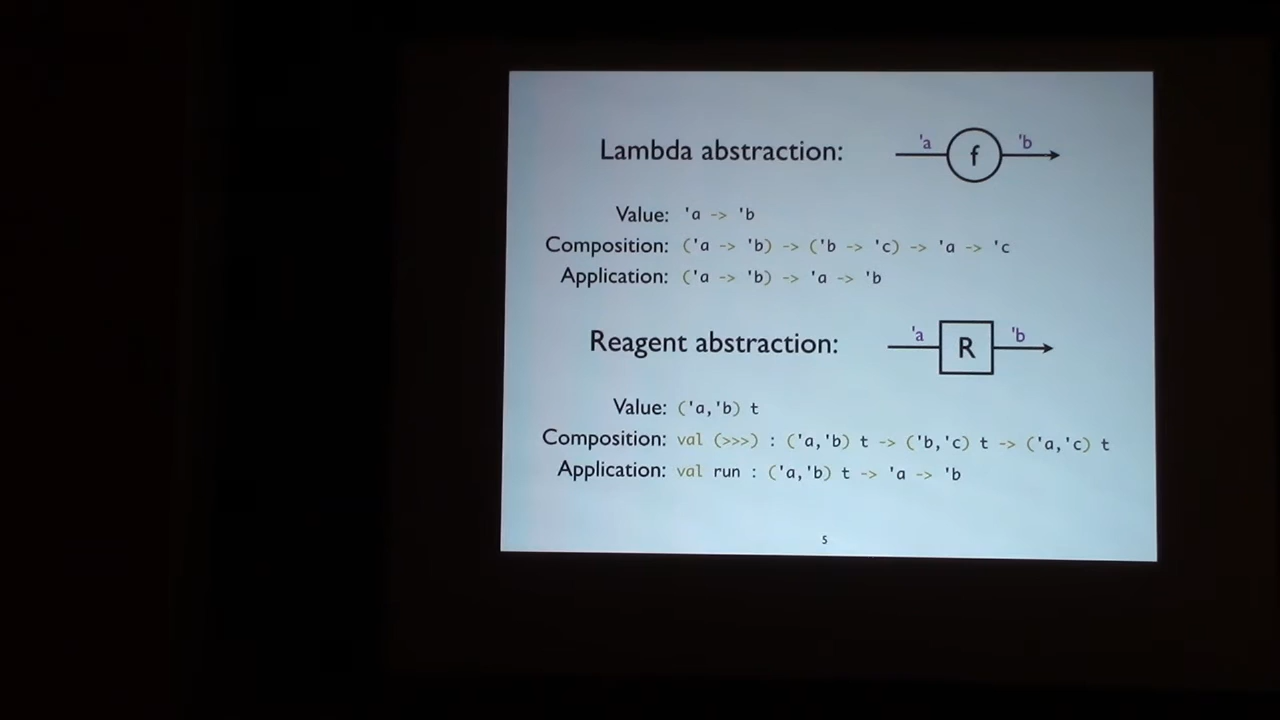 Lambda abstraction: 'a f 'b
Value: 'a -> 'b
Composition: ('a -> 'b) -> ('b -> 'c) -> 'a -> 'c
Application: ('a -> 'b) -> 'a -> 'b
Reagent abstraction: 'a R 'b
Value: ('a,'b) t
Composition: val (>>>) : ('a,'b) t -> ('b,'c) t -> ('a,'c) t
Application: val run : ('a,'b) t -> 'a -> 'b
5